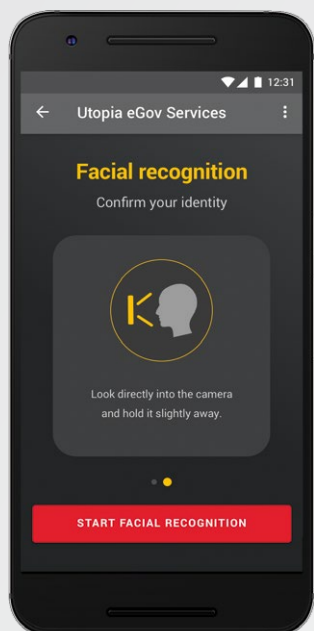 12:31
Utopia eGov Services
Facial recognition
Confirm your identity
Look directly into the camera
and hold it slightly away.
START FACIAL RECOGNITION